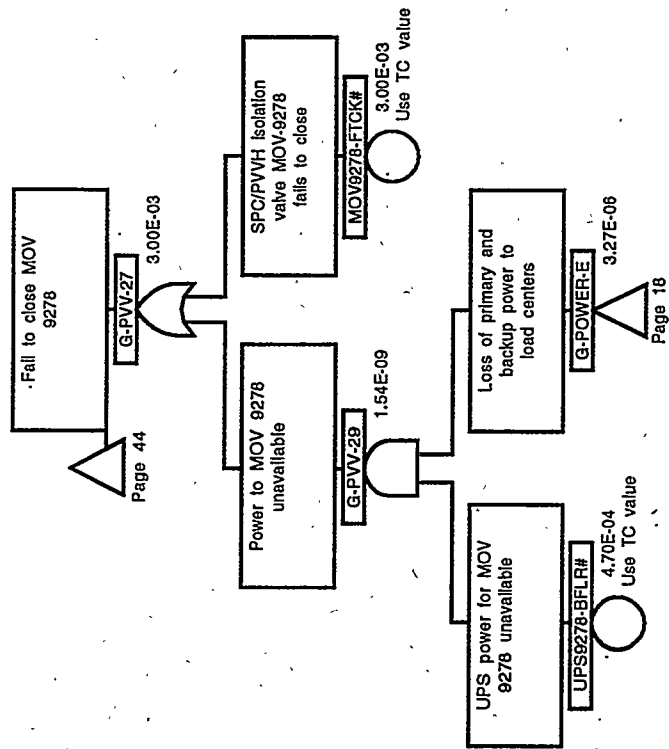 .Fail to close MOV
9278
G-PVV-27
3.00E-03
Page 44
Power to MOV 9278
unavailable
G-PVV-29
1.54E-09
SPC/PVVH Isolation
valve MOV-9278
fails to close
MOV9278-FTCK#
3.00E-03
Use TC value
UPS power for MOV
9278 unavailable
UPS9278-BFLR#
4.70E-04
Use TC value
Loss of primary and
backup power to
load centers
G-POWER-E
3.27E-06
Page 18